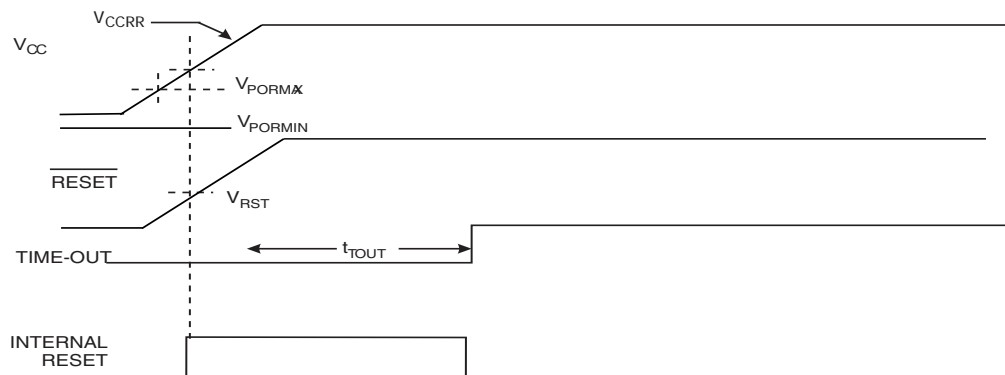 VCCRR
VCC
VPORMAX
VPORMIN
RESET
VRST
tTOUT
TIME-OUT
INTERNAL
RESET